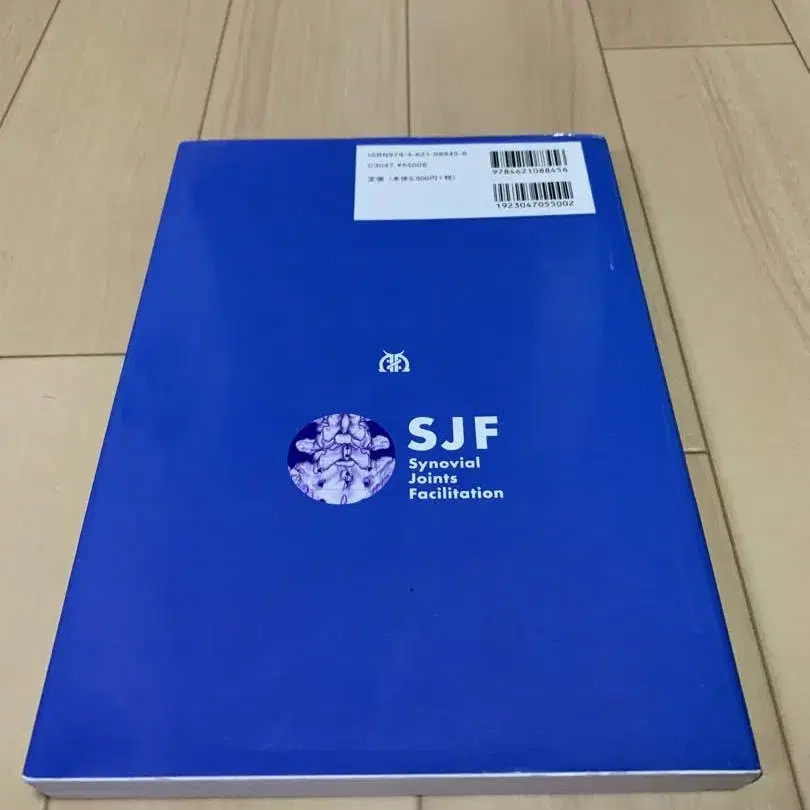 ISBN978-4-621-08845-6
C3047 ¥5500E
定価（本体5,500円+税）
9784621088456
1923047055002
SJF
Synovial
Joints
Facilitation